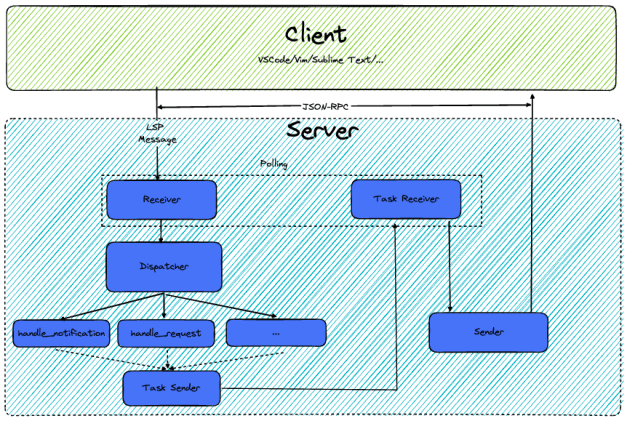 Client
VSCode/Vim/Sublime Text/...
JSON-RPC
LSP
Message
Server
Polling
Receiver
Task Receiver
Dispatcher
handle_notification
handle_request
...
Sender
Task Sender